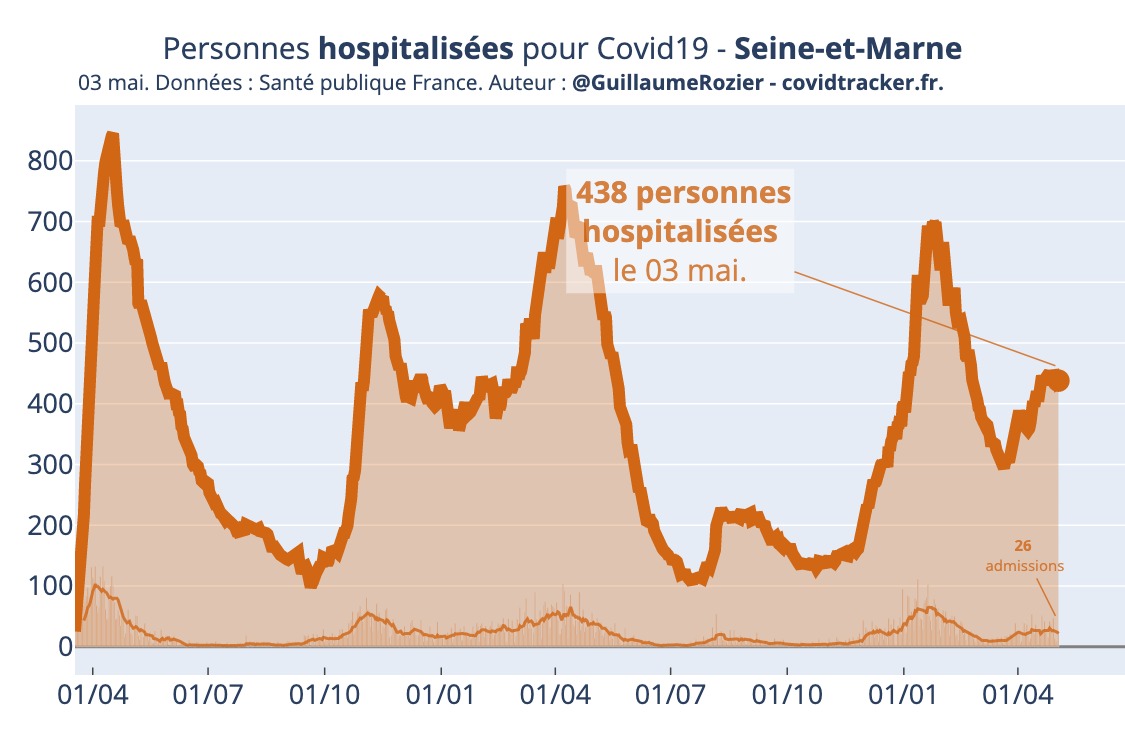 Personnes hospitalisées pour Covid19 - Seine-et-Marne
03 mai. Données : Santé publique France. Auteur : @GuillaumeRozier - covidtracker.fr.
800
700
600
500
400
300
200
100
0
438 personnes
hospitalisées
le 03 mai.
26
admissions
01/04 01/07 01/10 01/01 01/04 01/07 01/10 01/01 01/04